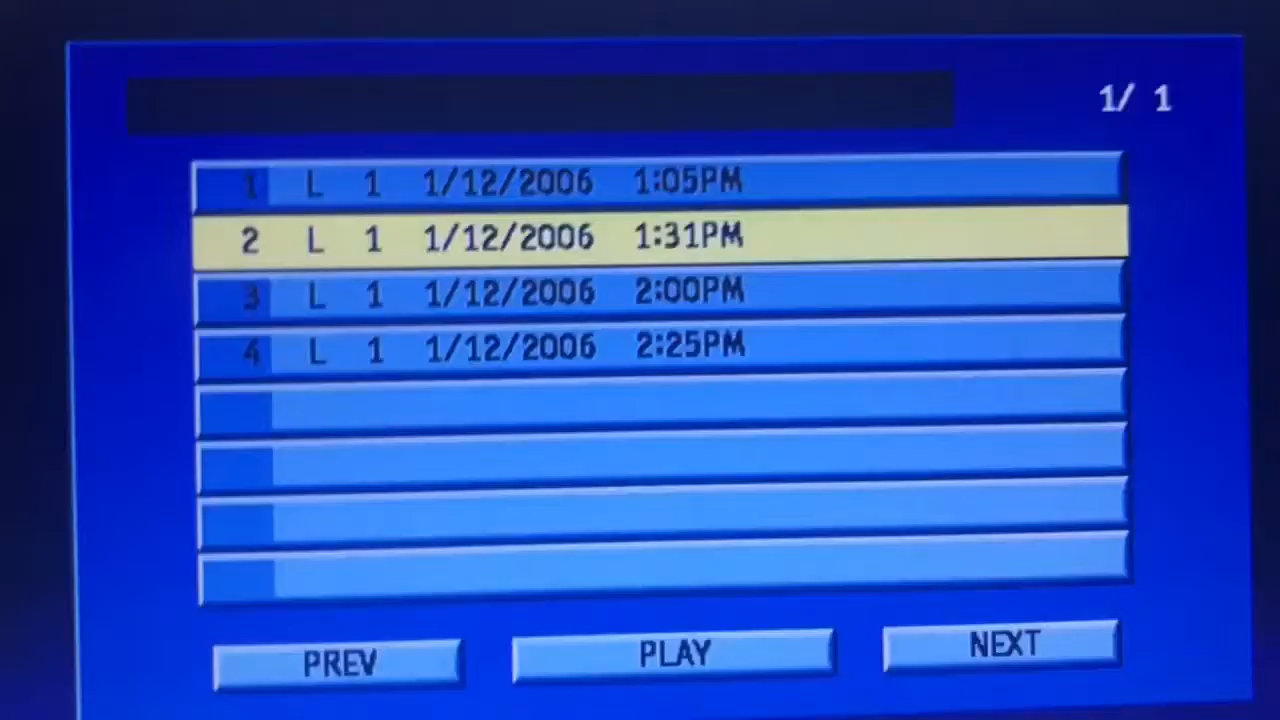 1/ 1
1 L 1 1/12/2006 1:05PM
2 L 1 1/12/2006 1:31PM
3 L 1 1/12/2006 2:00PM
4 L 1 1/12/2006 2:25PM
PREV PLAY NEXT